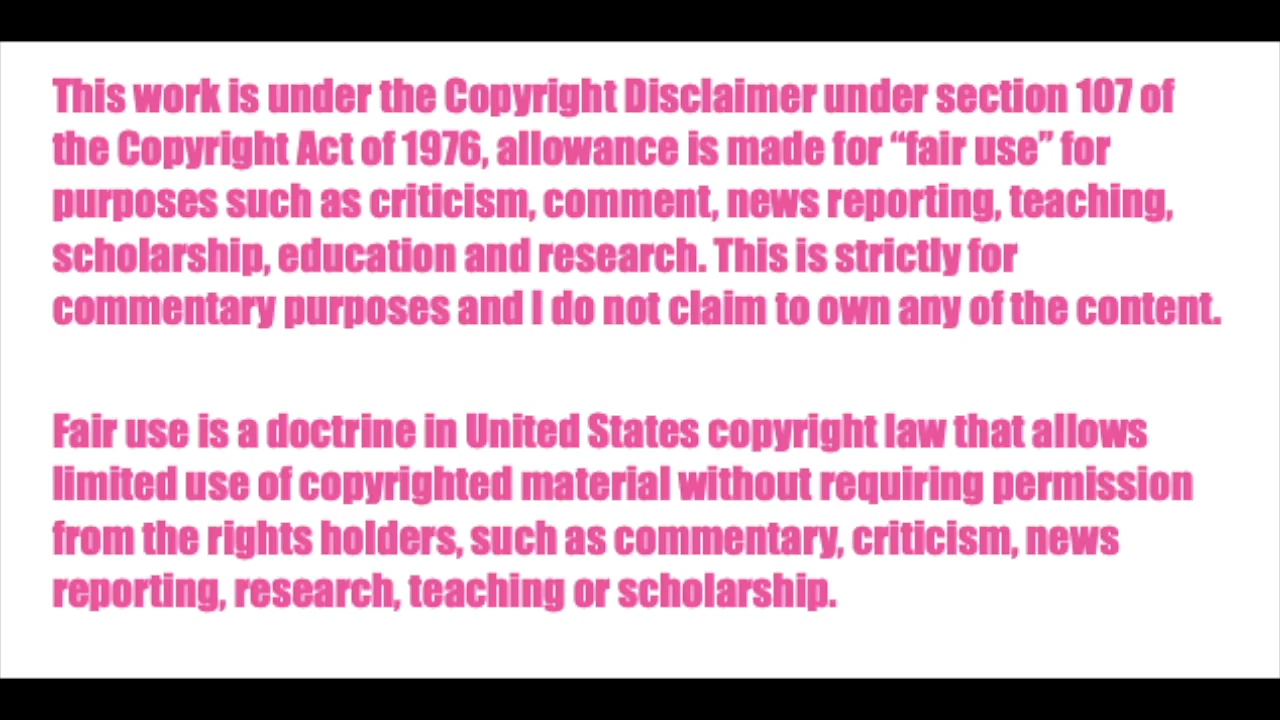 This work is under the Copyright Disclaimer under section 107 of
the Copyright Act of 1976, allowance is made for “fair use” for
purposes such as criticism, comment, news reporting, teaching,
scholarship, education and research. This is strictly for
commentary purposes and I do not claim to own any of the content.
Fair use is a doctrine in United States copyright law that allows
limited use of copyrighted material without requiring permission
from the rights holders, such as commentary, criticism, news
reporting, research, teaching or scholarship.